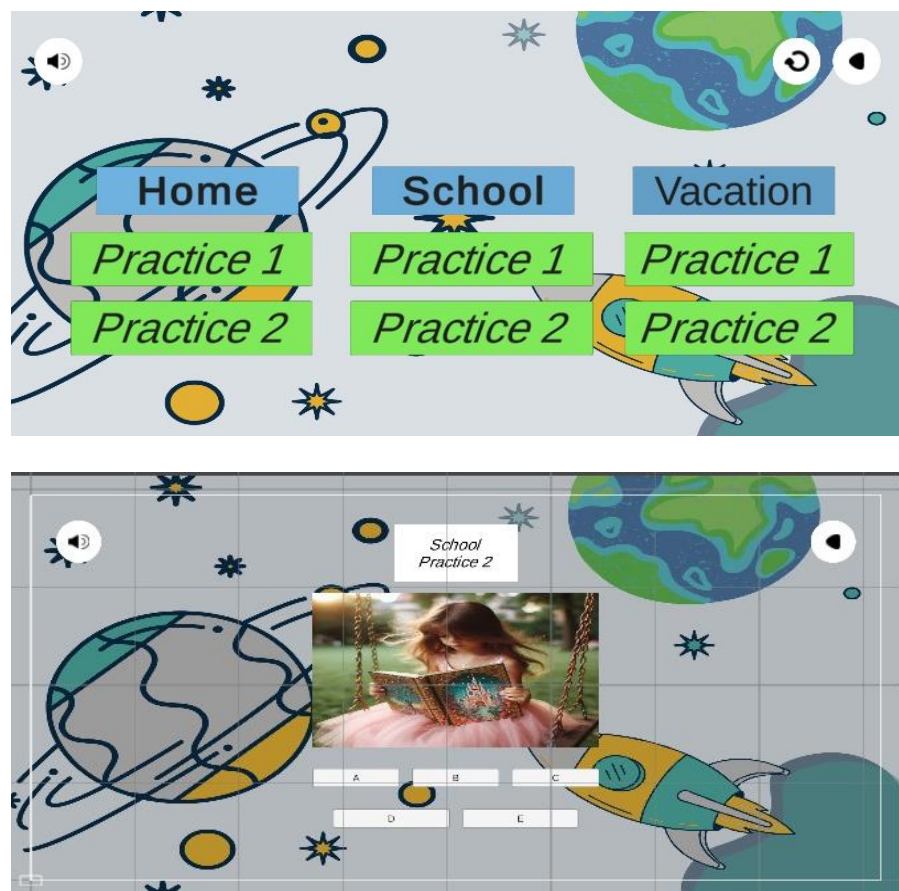 Home School Vacation
Practice 1 Practice 1 Practice 1
Practice 2 Practice 2 Practice 2
School
Practice 2
A B C
D E